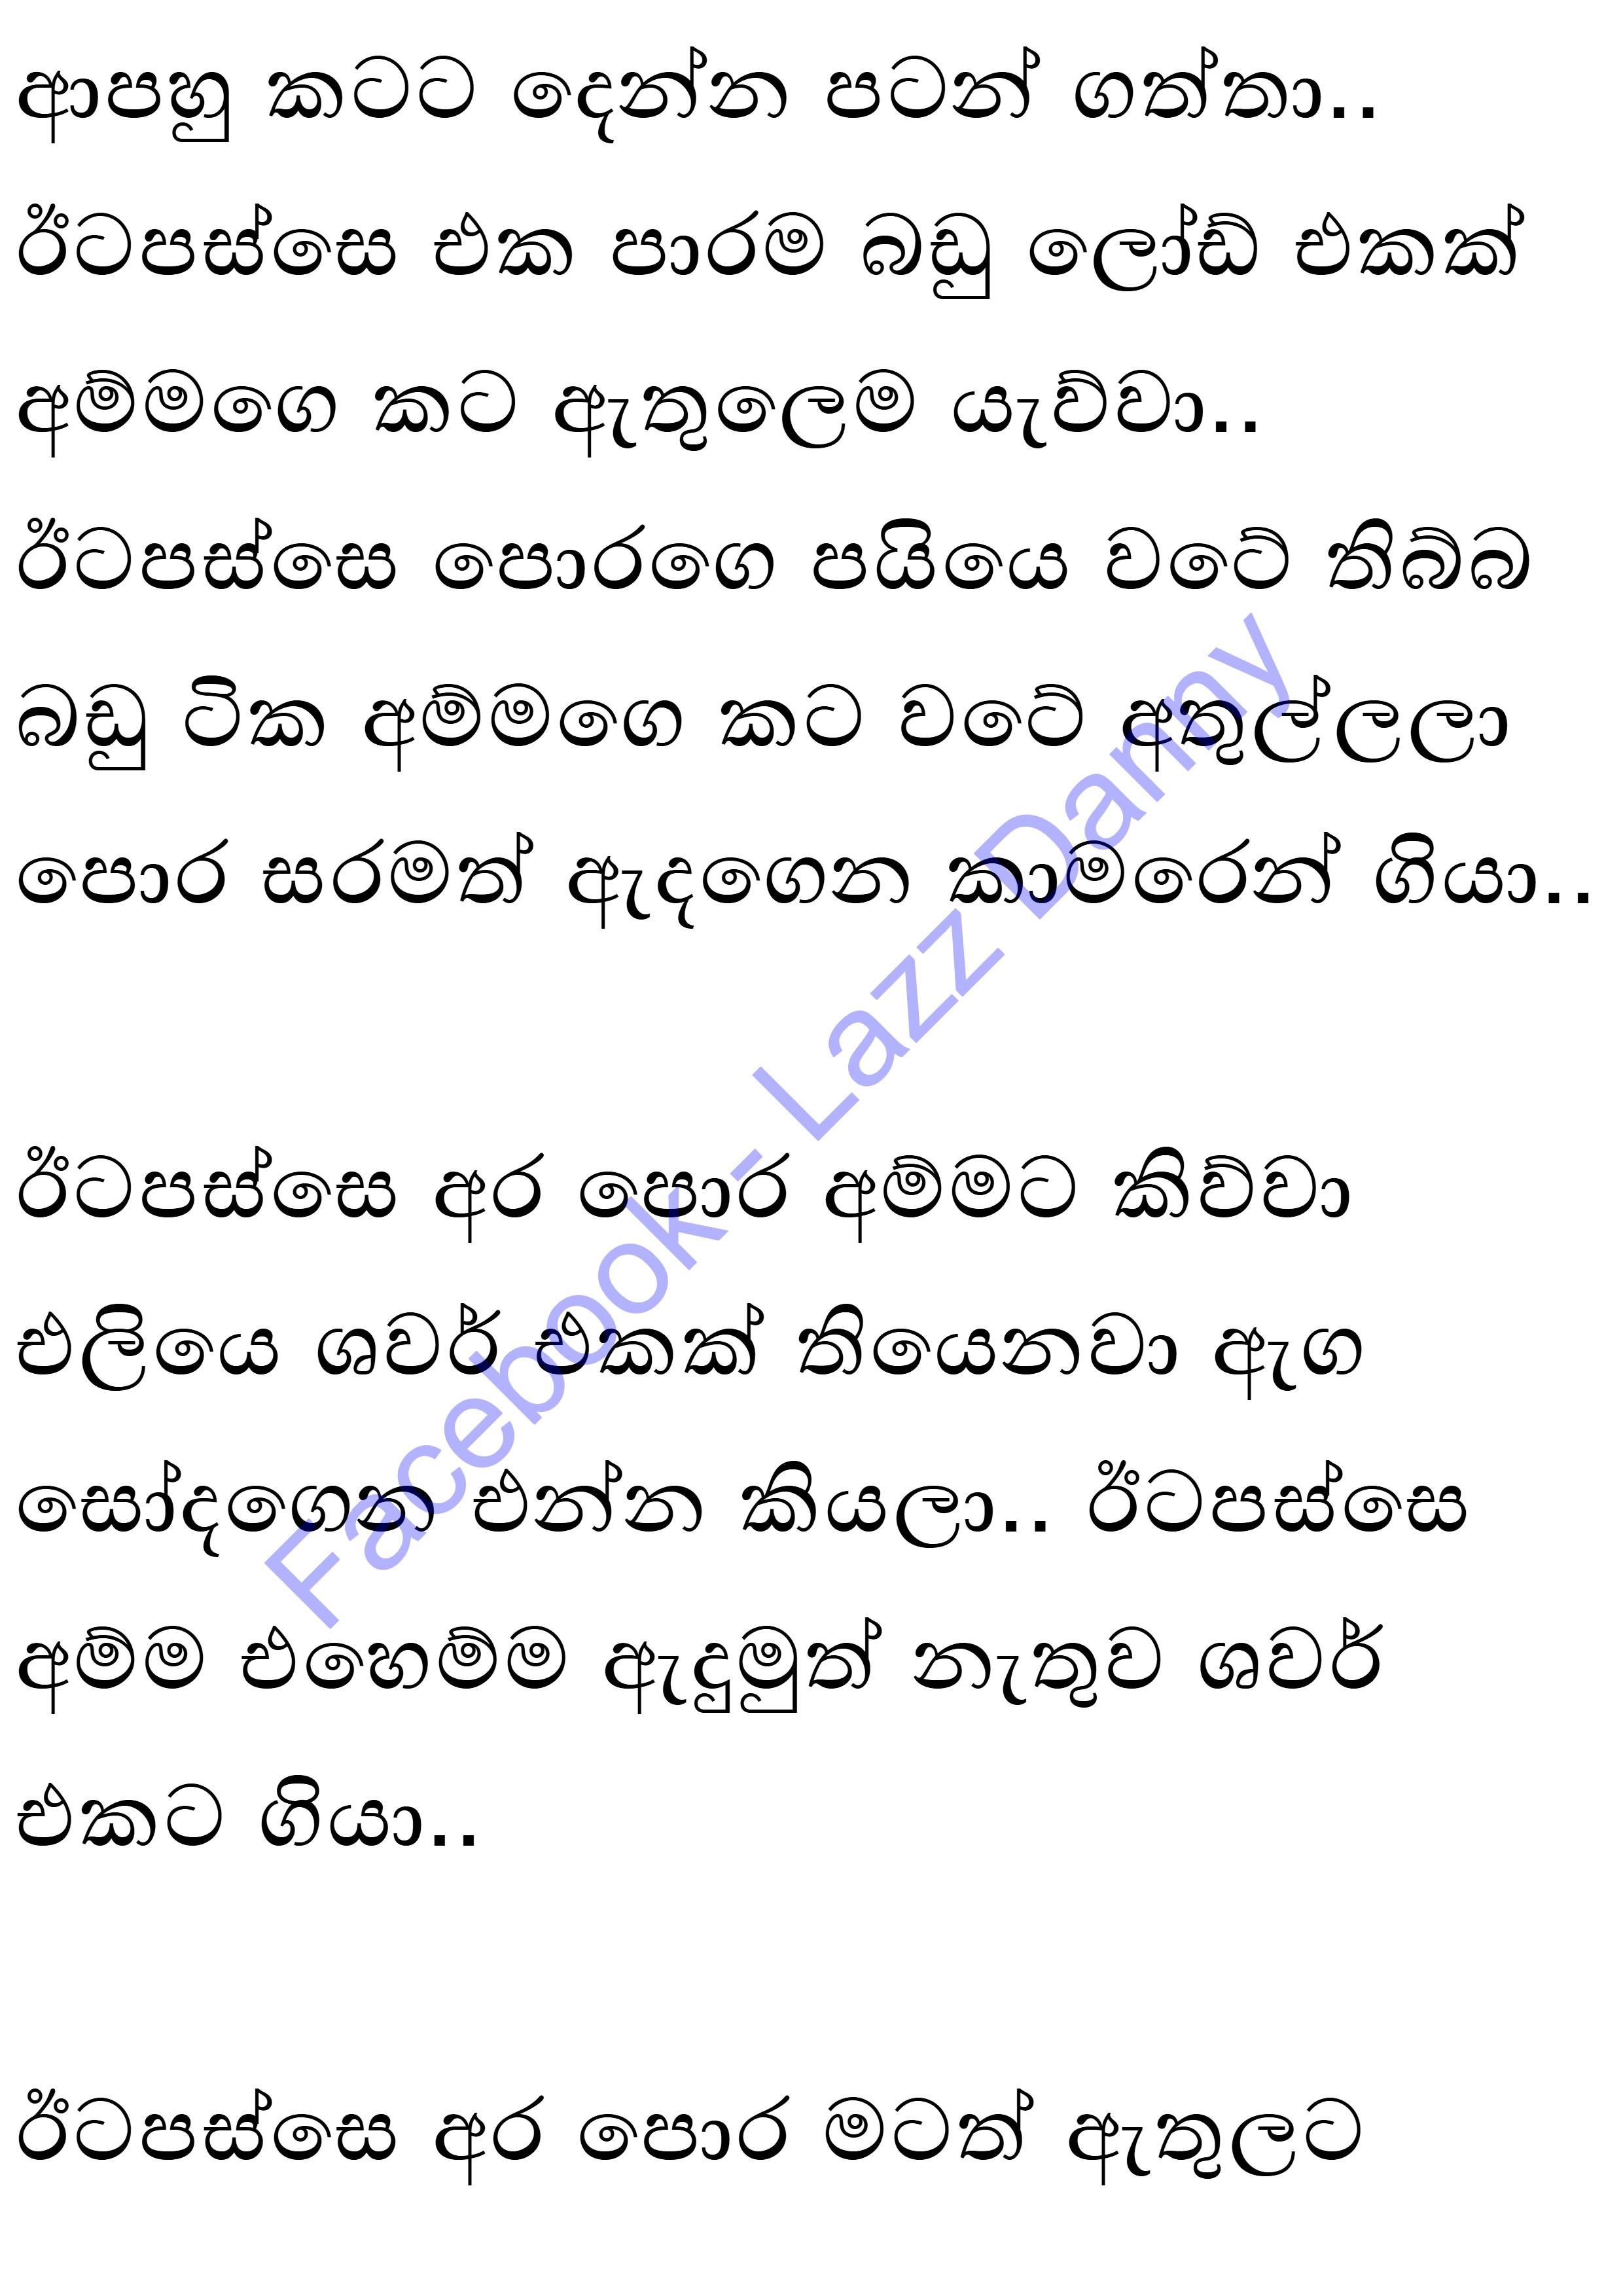 ආපහු කටට දෙන්න පටන් ගත්තා..
ඊටපස්සෙ එක පාරම බඩු ලෝඩ් එකක්
අම්මගෙ කට ඇතුලෙම යැව්වා..
ඊටපස්සෙ පොරගෙ පයියෙ වටේ තිබ්බ
බඩු ටික අම්මගෙ කට වටේ අතුල්ලලා
පොර සරමත් ඇදගෙන කාමරෙන් ගියා..
ඊටපස්සෙ අර පොර අම්මට කිව්වා
එලියෙ ශවර් එකක් තියෙනවා ඇග
සෝදගෙන එන්න කියලා.. ඊටපස්සෙ
අම්ම එහෙම්ම ඇදුමුත් නැතුව ශවර්
එකට ගියා..
ඊටපස්සෙ අර පොර මටත් ඇතුලට
Facebook - Lazz Danny